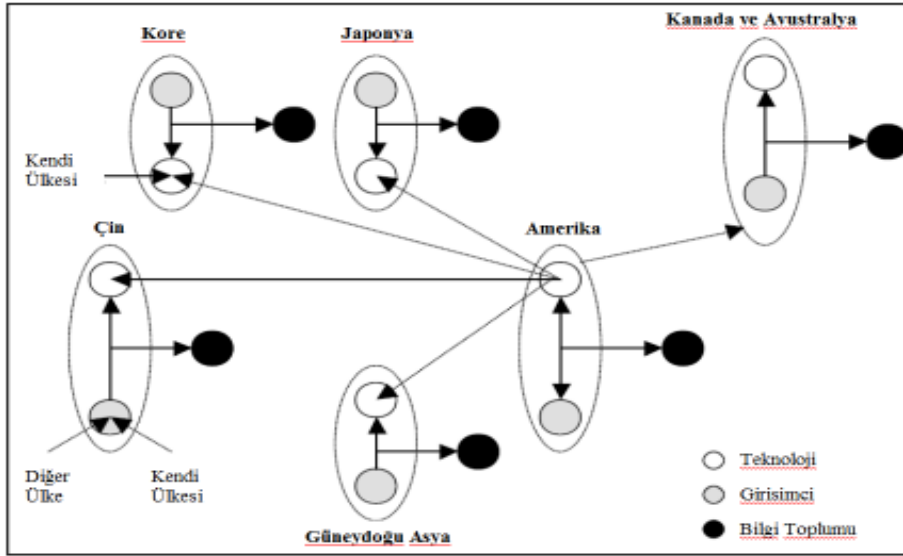 Kanada ve Avustralya
Kore
Japonya
Kendi
Ülkesi
Çin
Amerika
Diğer
Ülke
Kendi
Ülkesi
Güneydoğu Asya
Teknoloji
Girisimci
Bilgi Toplumu